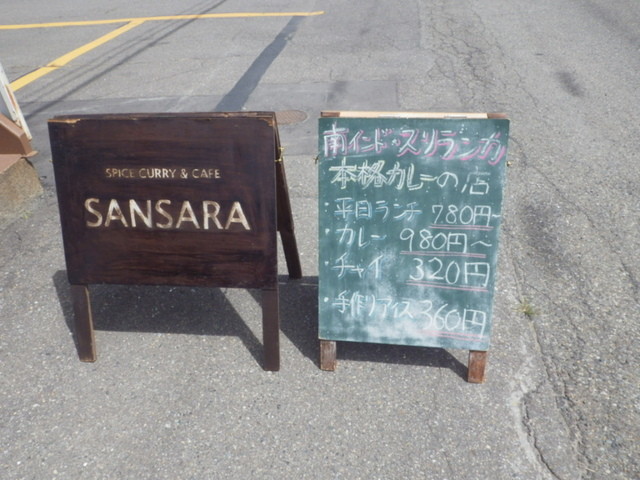 SPICE CURRY & CAFE
SANSARA
南インド・スリランカ
本格カレーの店
・平日ランチ 780円~
・カレー 980円~
・チャイ 320円
・手作りアイス 360円